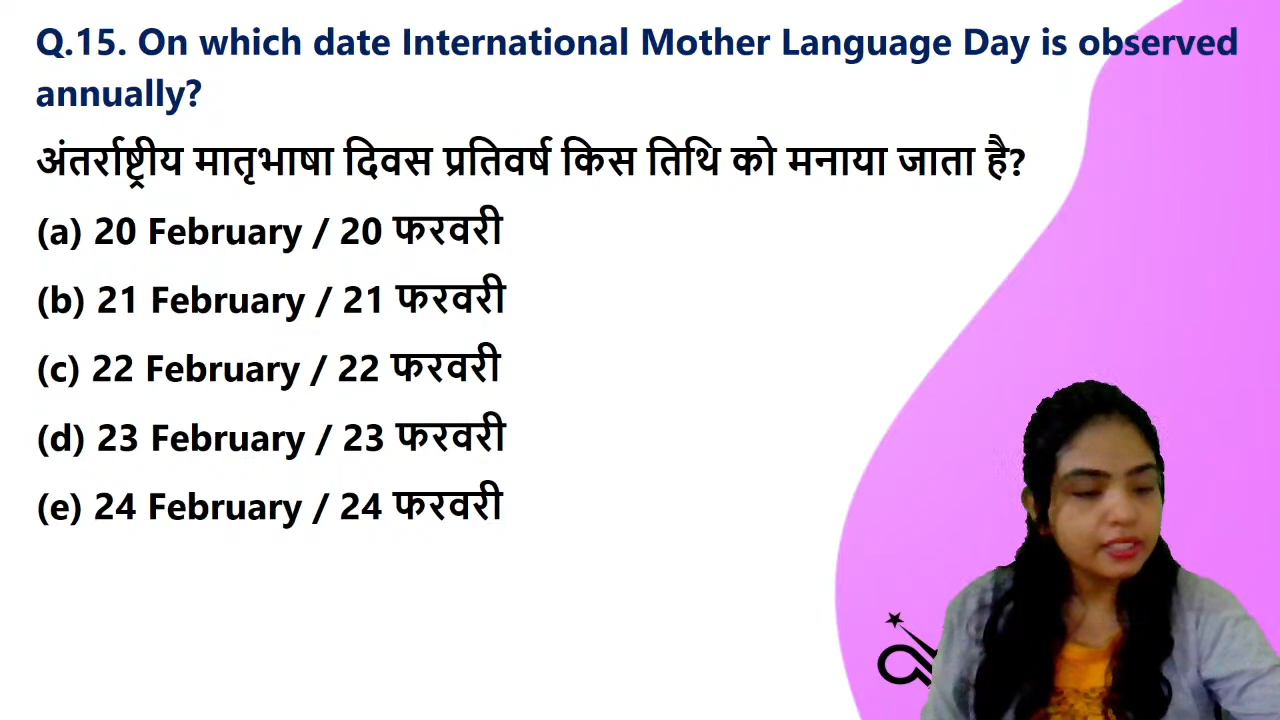 Q.15. On which date International Mother Language Day is observed
annually?
अंतर्राष्ट्रीय मातृभाषा दिवस प्रतिवर्ष किस तिथि को मनाया जाता है?
(a) 20 February / 20 फरवरी
(b) 21 February / 21 फरवरी
(c) 22 February / 22 फरवरी
(d) 23 February / 23 फरवरी
(e) 24 February / 24 फरवरी